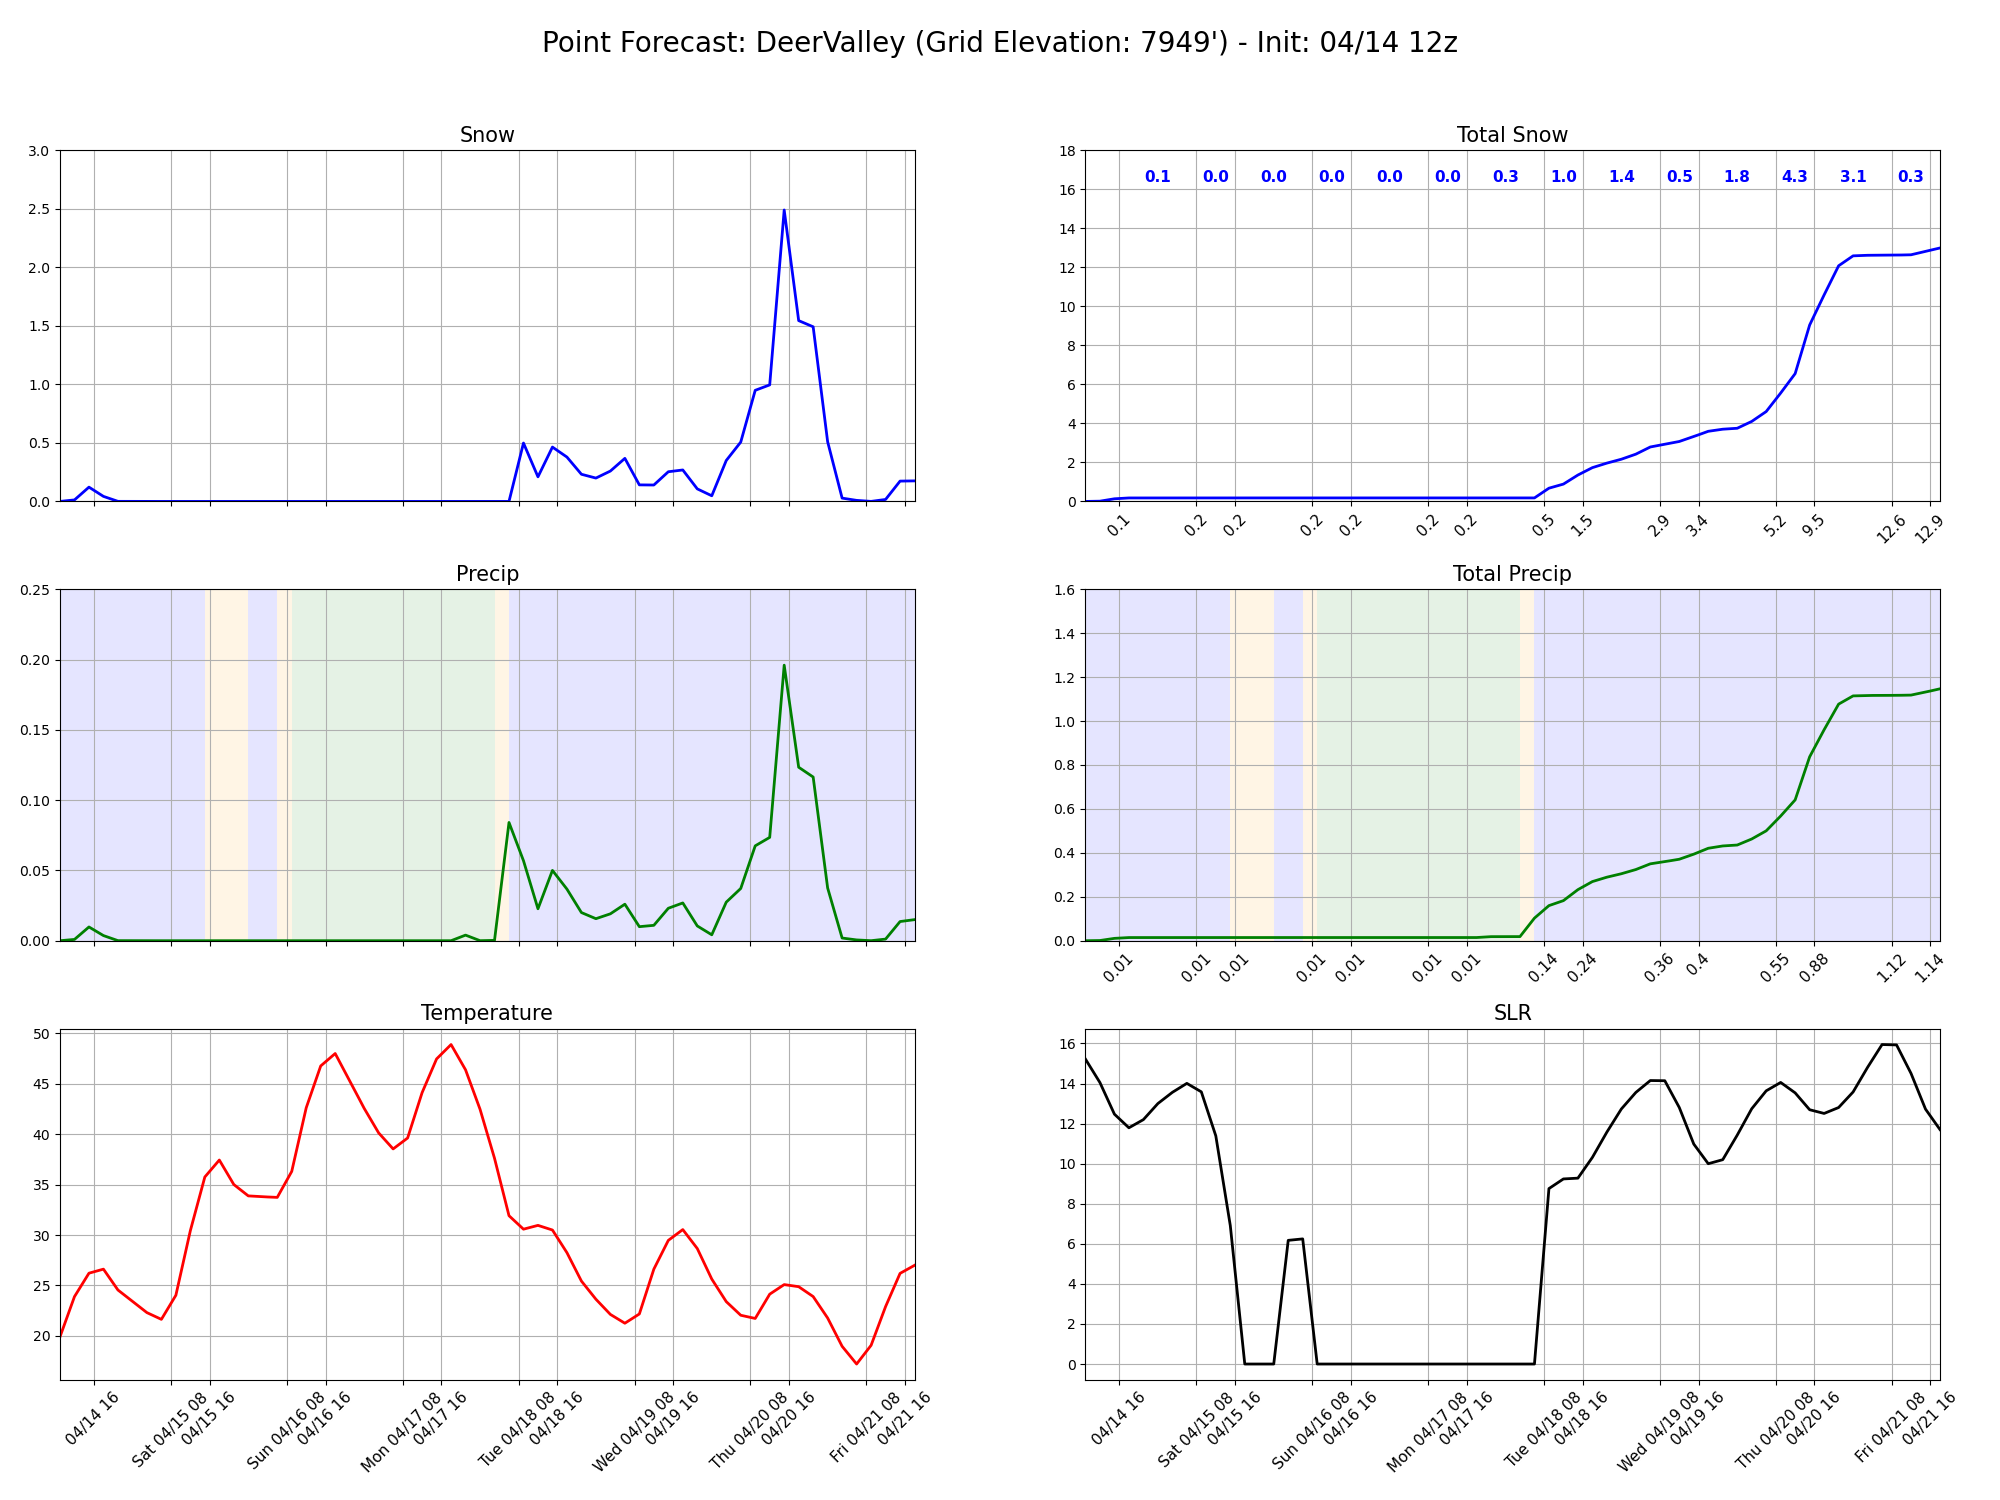 Point Forecast: DeerValley (Grid Elevation: 7949') - Init: 04/14 12z
Snow
3.0
2.5
2.0
1.5
1.0
0.5
0.0
Total Snow
18
16
14
12
10
8
6
4
2
0
0.1 0.0 0.0 0.0 0.0 0.0 0.3 1.0 1.4 0.5 1.8 4.3 3.1 0.3
0.1 0.2 0.2 0.2 0.2 0.2 0.2 0.5 1.5 2.9 3.4 5.2 9.5 12.6 12.9
Precip
0.25
0.20
0.15
0.10
0.05
0.00
Total Precip
1.6
1.4
1.2
1.0
0.8
0.6
0.4
0.2
0.0
0.01 0.01 0.01 0.01 0.01 0.01 0.01 0.14 0.24 0.36 0.4 0.55 0.88 1.12 1.14
Temperature
50
45
40
35
30
25
20
04/14 16
Sat 04/15 08
04/15 16
Sun 04/16 08
04/16 16
Mon 04/17 08
04/17 16
Tue 04/18 08
04/18 16
Wed 04/19 08
04/19 16
Thu 04/20 08
04/20 16
Fri 04/21 08
04/21 16
SLR
16
14
12
10
8
6
4
2
0
04/14 16
Sat 04/15 08
04/15 16
Sun 04/16 08
04/16 16
Mon 04/17 08
04/17 16
Tue 04/18 08
04/18 16
Wed 04/19 08
04/19 16
Thu 04/20 08
04/20 16
Fri 04/21 08
04/21 16